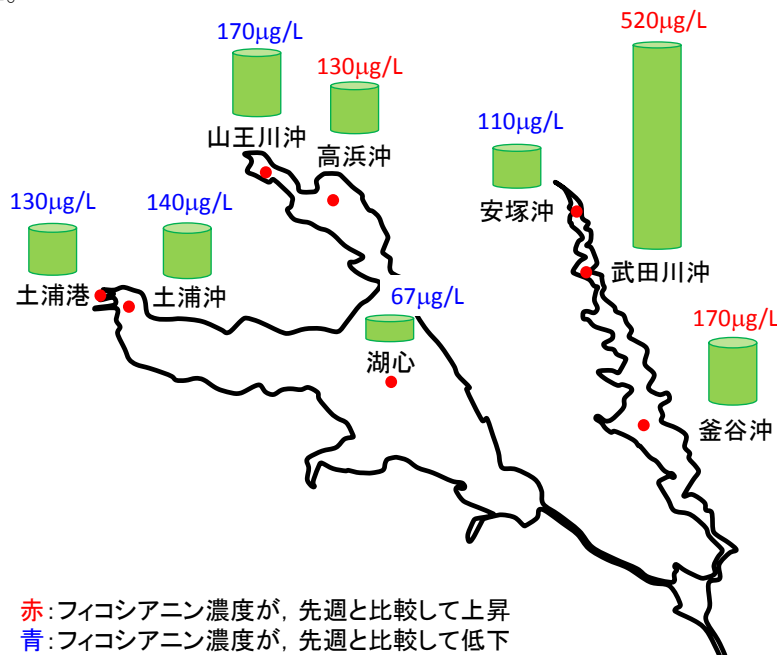 。
520μg/L
170μg/L
130μg/L
山王川沖
高浜沖
110μg/L
安塚沖
130μg/L
140μg/L
土浦港
土浦沖
武田川沖
67μg/L
湖心
170μg/L
釜谷沖
赤:フィコシアニン濃度が, 先週と比較して上昇
青:フィコシアニン濃度が, 先週と比較して低下